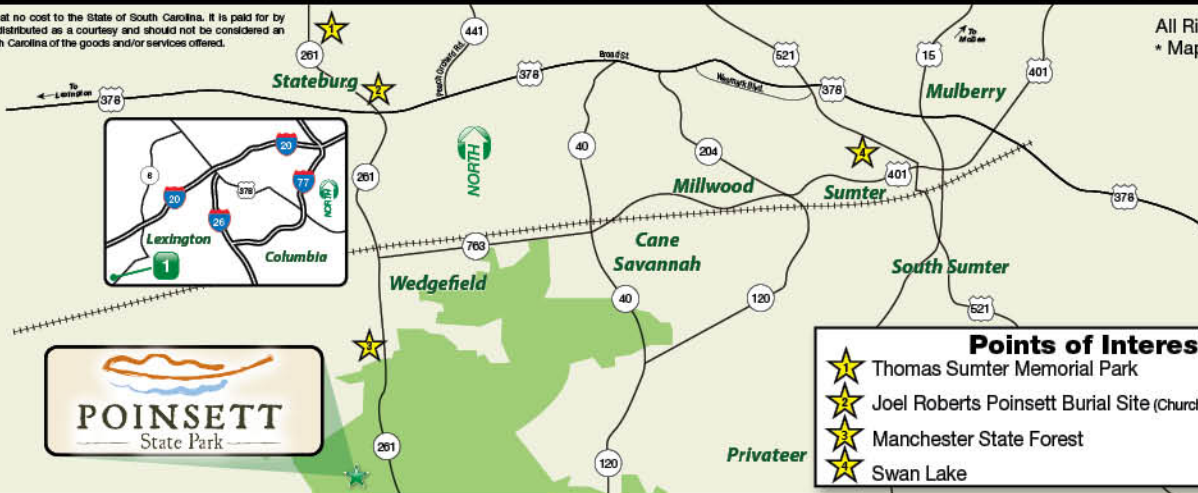 at no cost to the State of South Carolina. It is paid for by
distributed as a courtesy and should not be considered an
h Carolina of the goods and/or services offered.
1
261
441
Peach Orchard Rd.
Broad St
521
15
To
McBee
All Ri
* Map
401
Stateburg
2
378
Wesmark Blvd.
378
Mulberry
To
Lexington
378
6
20
378
77
NORTH
20
26
Lexington
Columbia
1
261
NORTH
40
204
4
401
Millwood
Sumter
378
763
Cane
Savannah
Wedgefield
South Sumter
40
120
521
3
POINSETT
State Park
261
120
Privateer
Points of Interes
1 Thomas Sumter Memorial Park
2 Joel Roberts Poinsett Burial Site (Church
3 Manchester State Forest
4 Swan Lake